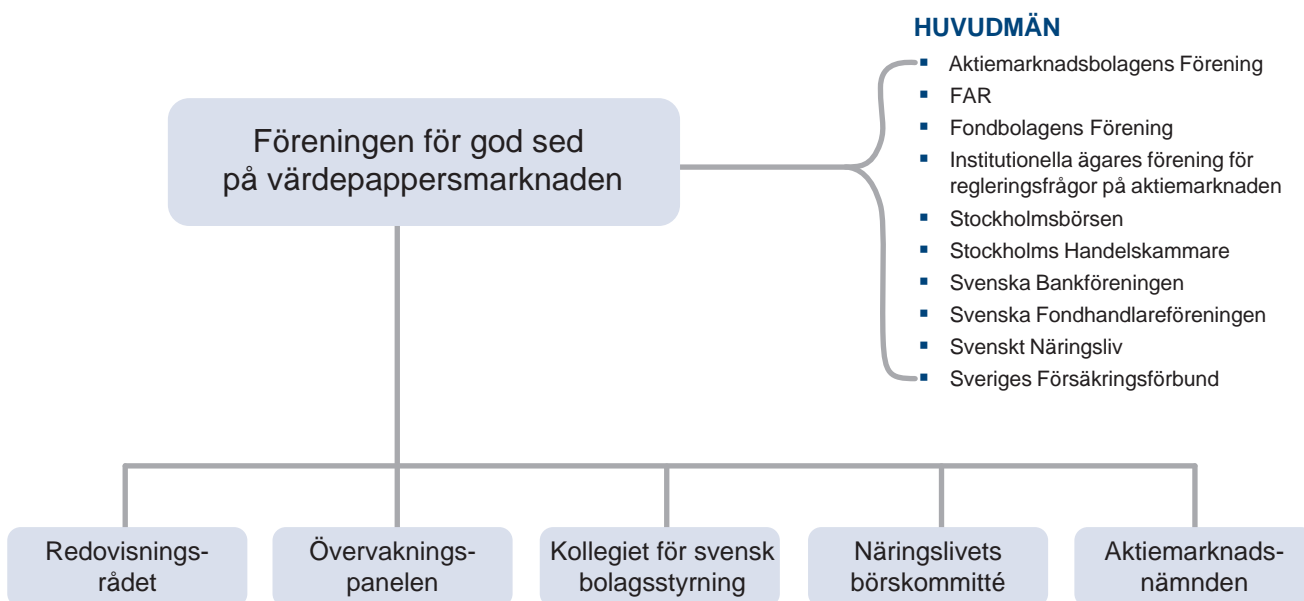 HUVUDMÄN
Aktiemarknadsbolagens Förening
FAR
Fondbolagens Förening
Institutionella ägares förening för
regleringsfrågor på aktiemarknaden
Stockholmsbörsen
Stockholms Handelskammare
Svenska Bankföreningen
Svenska Fondhandlareföreningen
Svenskt Näringsliv
Sveriges Försäkringsförbund
Föreningen för god sed
på värdepappersmarknaden
Redovisnings-
rådet
Övervaknings-
panelen
Kollegiet för svensk
bolagsstyrning
Näringslivets
börskommitté
Aktiemarknads-
nämnden